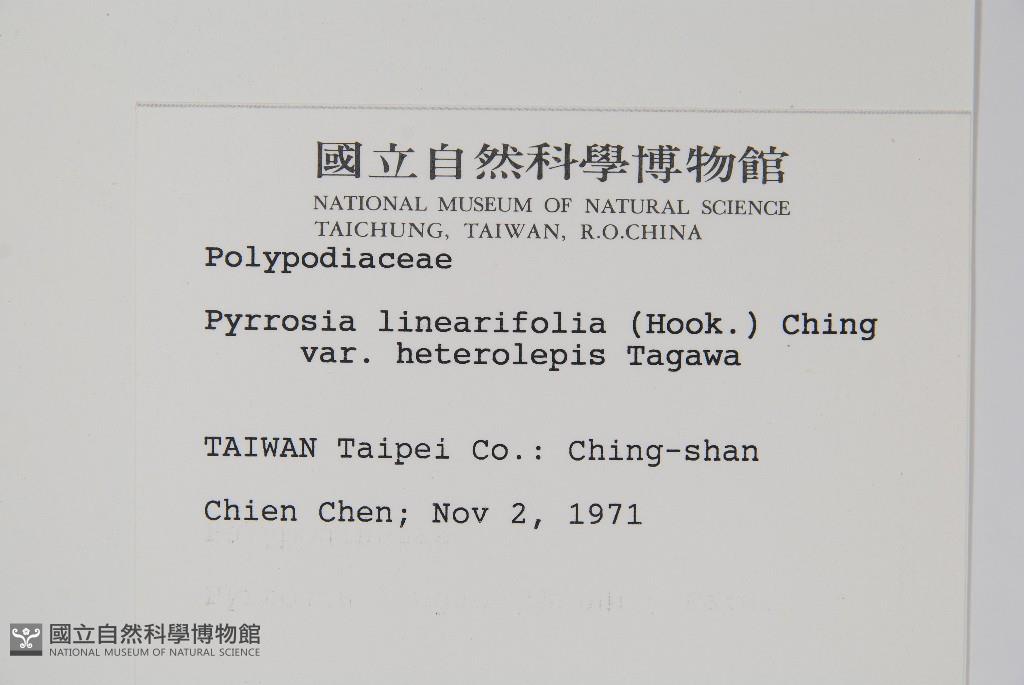 國立自然科學博物館
NATIONAL MUSEUM OF NATURAL SCIENCE
TAICHUNG, TAIWAN, R.O.CHINA
Polypodiaceae
Pyrrosia linearifolia (Hook.) Ching
var. heterolepis Tagawa
TAIWAN Taipei Co.: Ching-shan
Chien Chen; Nov 2, 1971
國立自然科學博物館
NATIONAL MUSEUM OF NATURAL SCIENCE